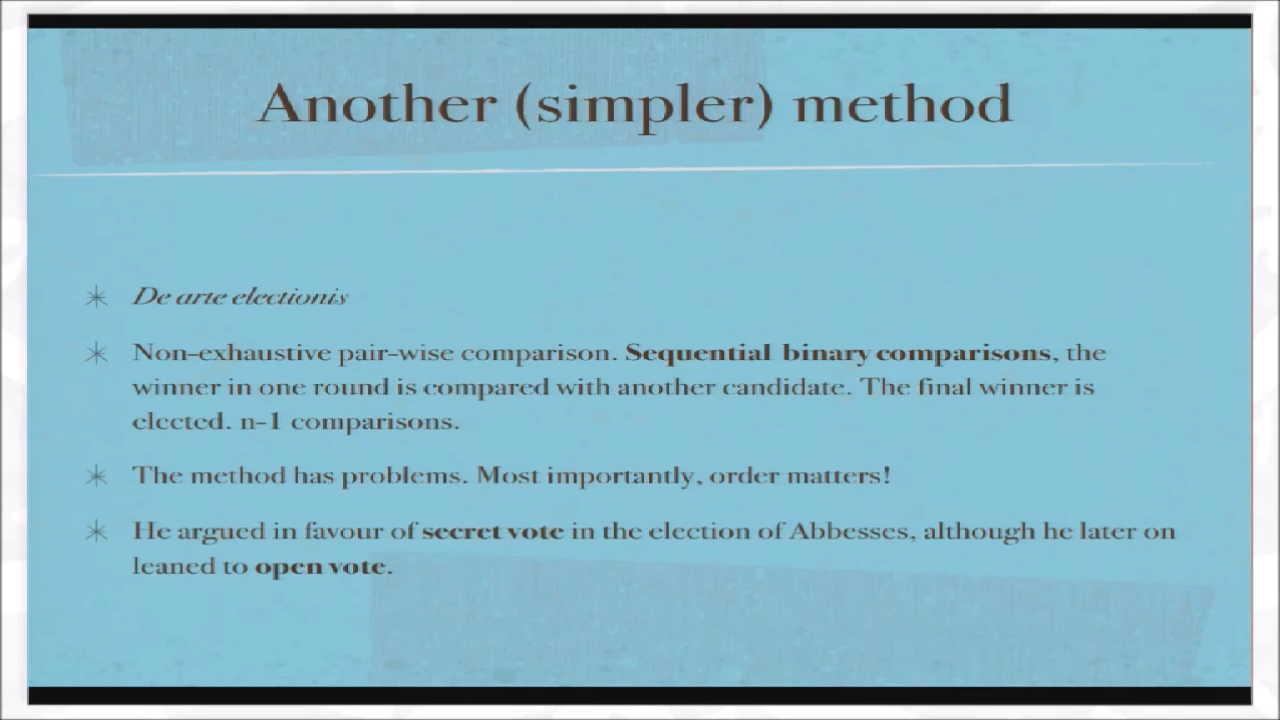 Another (simpler) method
De arte electionis
Non-exhaustive pair-wise comparison. Sequential binary comparisons, the
winner in one round is compared with another candidate. The final winner is
elected. n-1 comparisons.
The method has problems. Most importantly, order matters!
He argued in favour of secret vote in the election of Abbesses, although he later on
leaned to open vote.